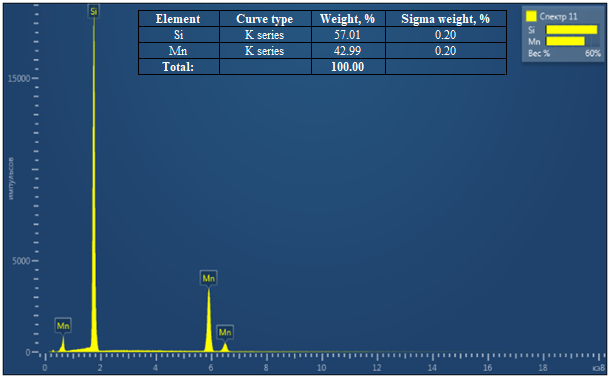 Element Curve type Weight, % Sigma weight, %
Si K series 57.01 0.20
Mn K series 42.99 0.20
Total: 100.00
Спектр 11
Si
Mn
Вес % 60%
Si
15000
импульсов
5000
Mn
Mn
Mn
0
0 2 4 6 8 10 12 14 16 18 кэВ